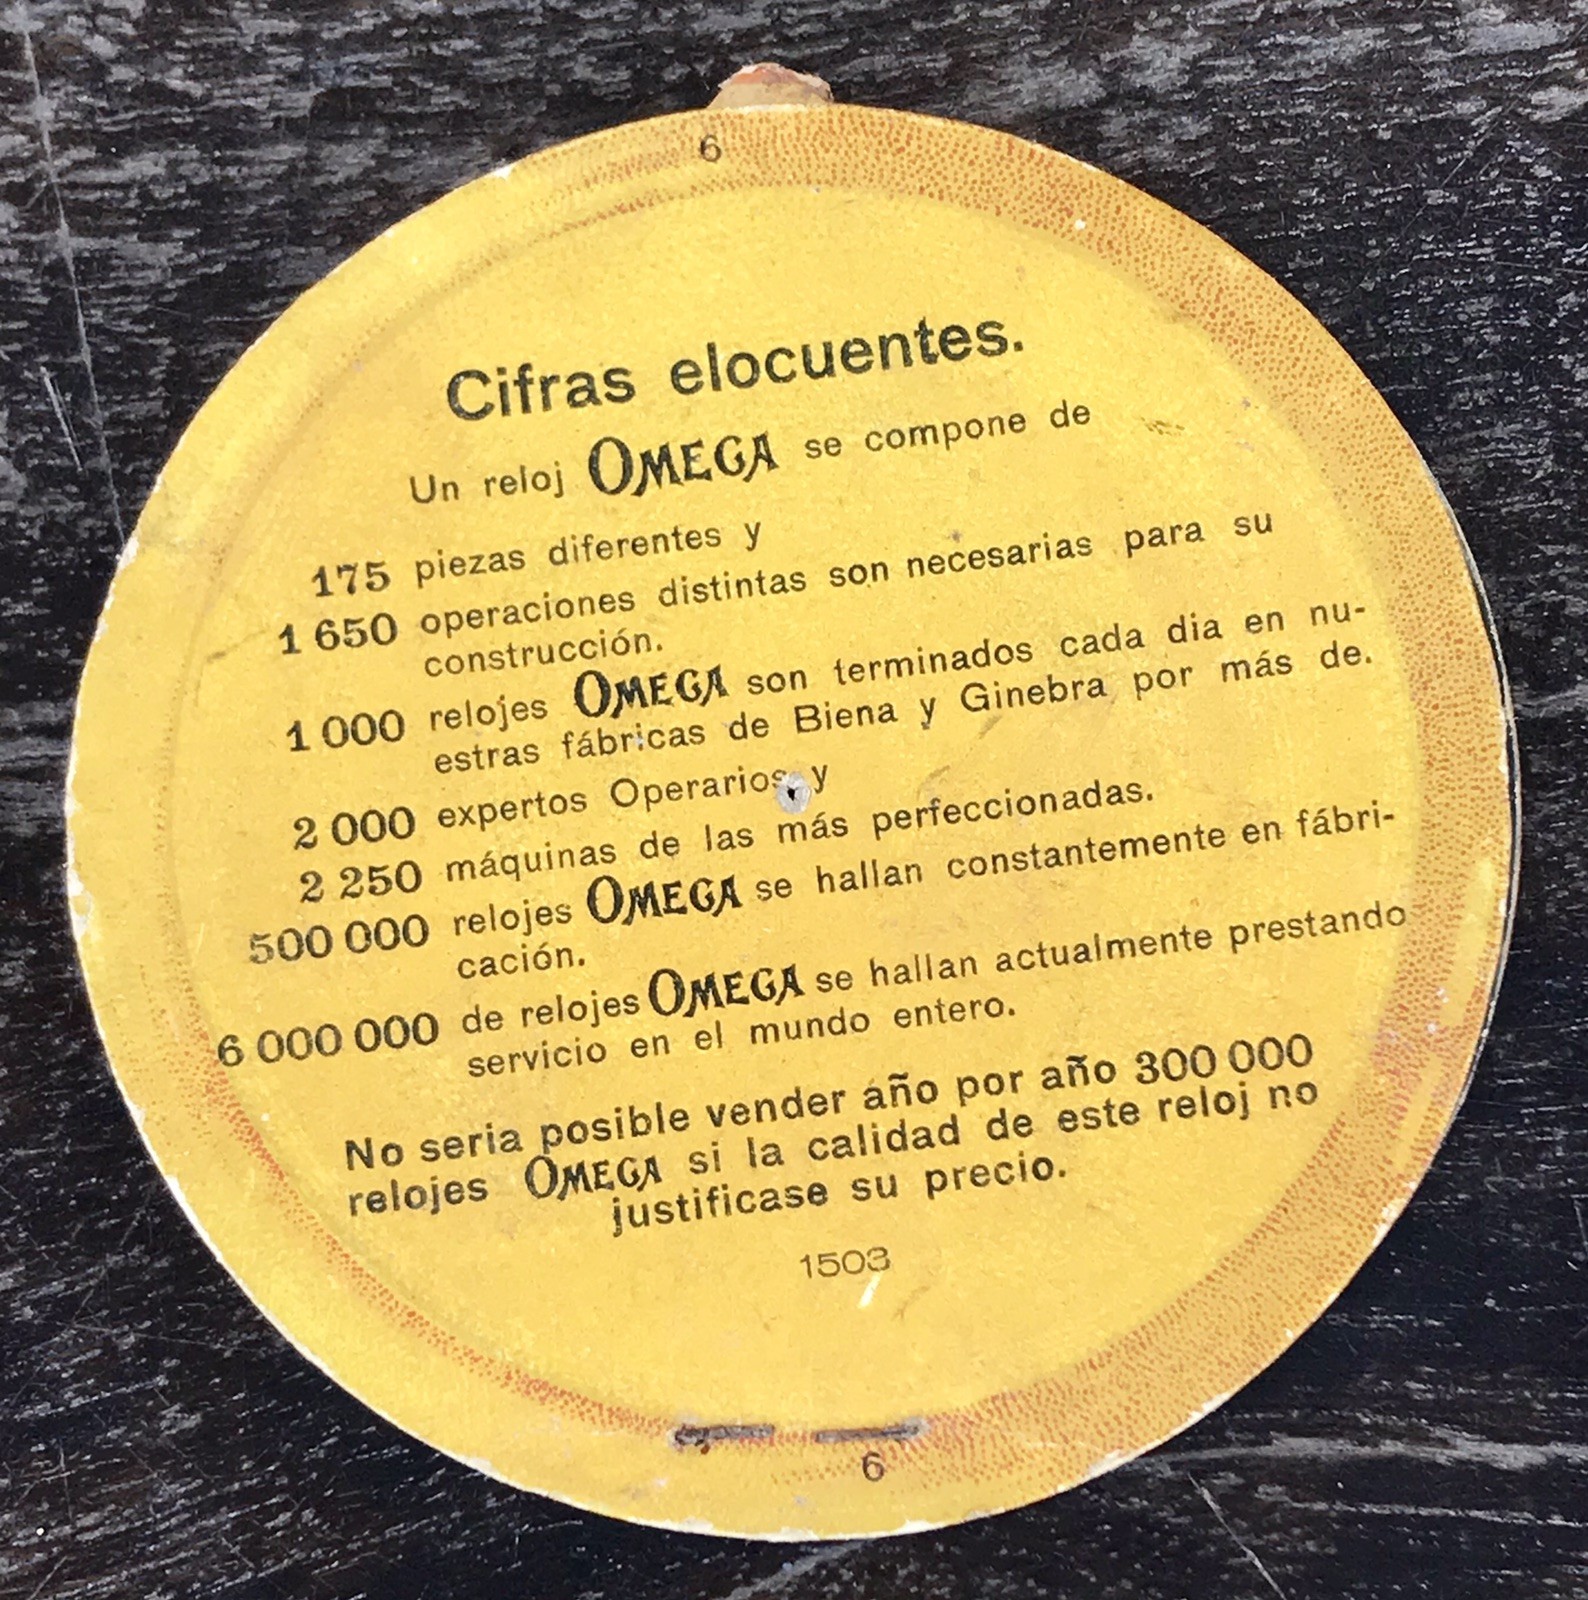 6
Cifras elocuentes.
Un reloj OMEGA se compone de
175 piezas diferentes y
1 650 operaciones distintas son necesarias para su
construcción.
1 000 relojes OMEGA son terminados cada dia en nu-
estras fábricas de Biena y Ginebra por más de.
2 000 expertos Operarios y
2 250 máquinas de las más perfeccionadas.
500 000 relojes OMEGA se hallan constantemente en fábri-
cación.
6 000 000 de relojes OMEGA se hallan actualmente prestando
servicio en el mundo entero.
No seria posible vender año por año 300 000
relojes OMEGA si la calidad de este reloj no
justificase su precio.
1503
6